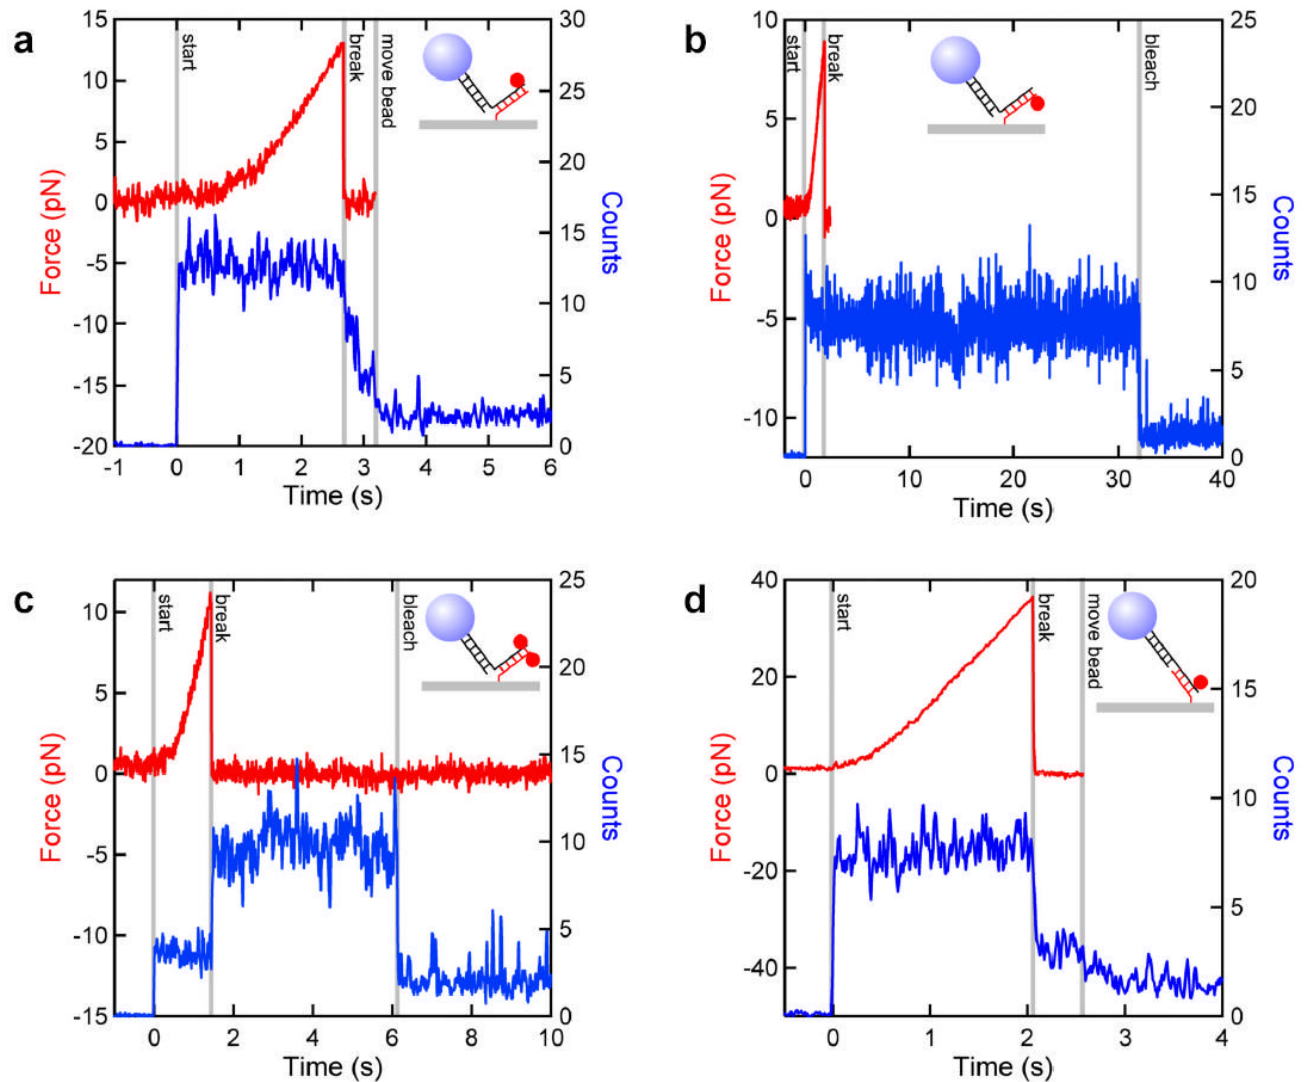 a
Force (pN)
15
10
5
0
-5
-10
-15
-20
start
break
move bead
30
25
20
15
10
5
0
Counts
-1
0
1
2
3
4
5
6
Time (s)
b
Force (pN)
10
5
0
-5
-10
start
break
bleach
25
20
15
10
5
0
Counts
0
10
20
30
40
Time (s)
c
Force (pN)
10
5
0
-5
-10
-15
start
break
bleach
25
20
15
10
5
0
Counts
0
2
4
6
8
10
Time (s)
d
Force (pN)
40
20
0
-20
-40
start
break
move bead
20
15
10
5
0
Counts
0
1
2
3
4
Time (s)